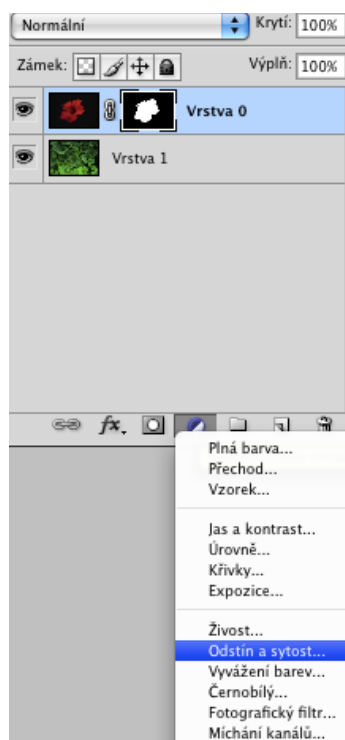 Normální Krytí: 100%
Zámek: Výplň: 100%
Vrstva 0
Vrstva 1
fx.
Plná barva...
Přechod...
Vzorek...
Jas a kontrast...
Úrovně...
Křivky...
Expozice...
Živost...
Odstín a sytost...
Vyvážení barev...
Černobílý...
Fotografický filtr...
Míchání kanálů...